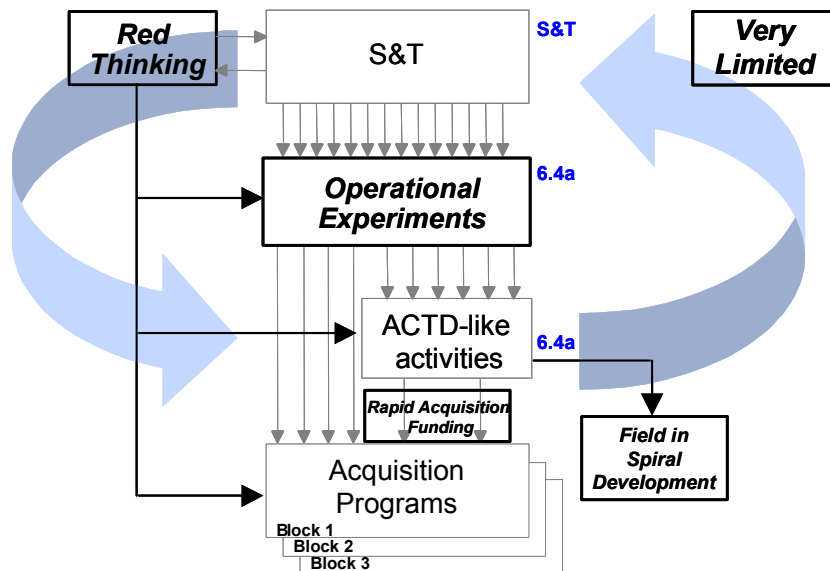 Red
Thinking
S&T
S&T
Very
Limited
Operational
Experiments
6.4a
ACTD-like
activities
6.4a
Rapid Acquisition
Funding
Field in
Spiral
Development
Acquisition
Programs
Block 1
Block 2
Block 3